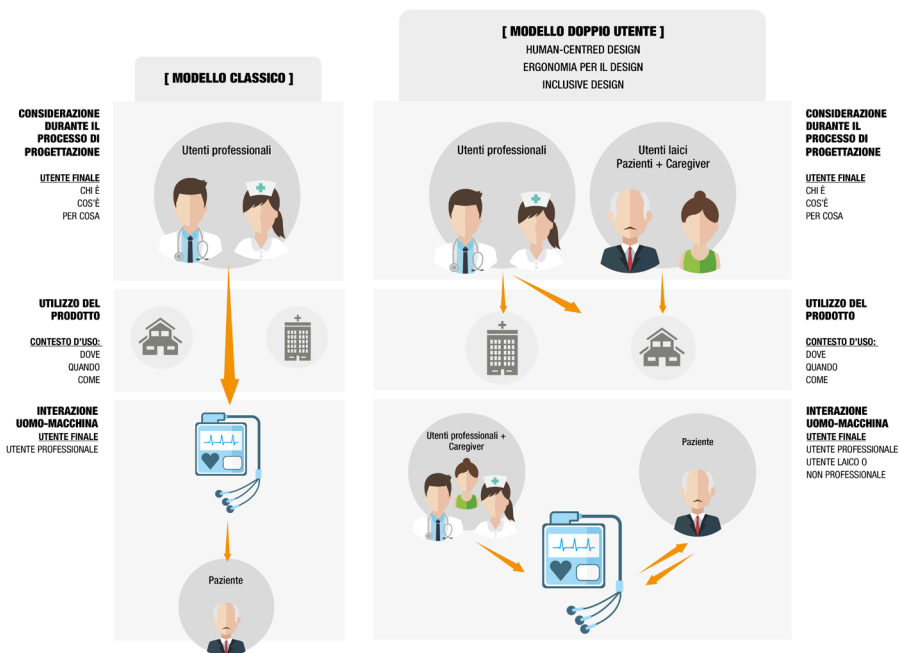 [ MODELLO CLASSICO ]
[ MODELLO DOPPIO UTENTE ]
HUMAN-CENTRED DESIGN
ERGONOMIA PER IL DESIGN
INCLUSIVE DESIGN
CONSIDERAZIONE
DURANTE IL
PROCESSO DI
PROGETTAZIONE
UTENTE FINALE
CHI È
COS'È
PER COSA
Utenti professionali
Utenti professionali
Utenti laici
Pazienti + Caregiver
CONSIDERAZIONE
DURANTE IL
PROCESSO DI
PROGETTAZIONE
UTENTE FINALE
CHI È
COS'È
PER COSA
UTILIZZO DEL
PRODOTTO
CONTESTO D'USO:
DOVE
QUANDO
COME
UTILIZZO DEL
PRODOTTO
CONTESTO D'USO:
DOVE
QUANDO
COME
INTERAZIONE
UOMO-MACCHINA
UTENTE FINALE
UTENTE PROFESSIONALE
Paziente
Utenti professionali +
Caregiver
Paziente
INTERAZIONE
UOMO-MACCHINA
UTENTE FINALE
UTENTE PROFESSIONALE
UTENTE LAICO O
NON PROFESSIONALE